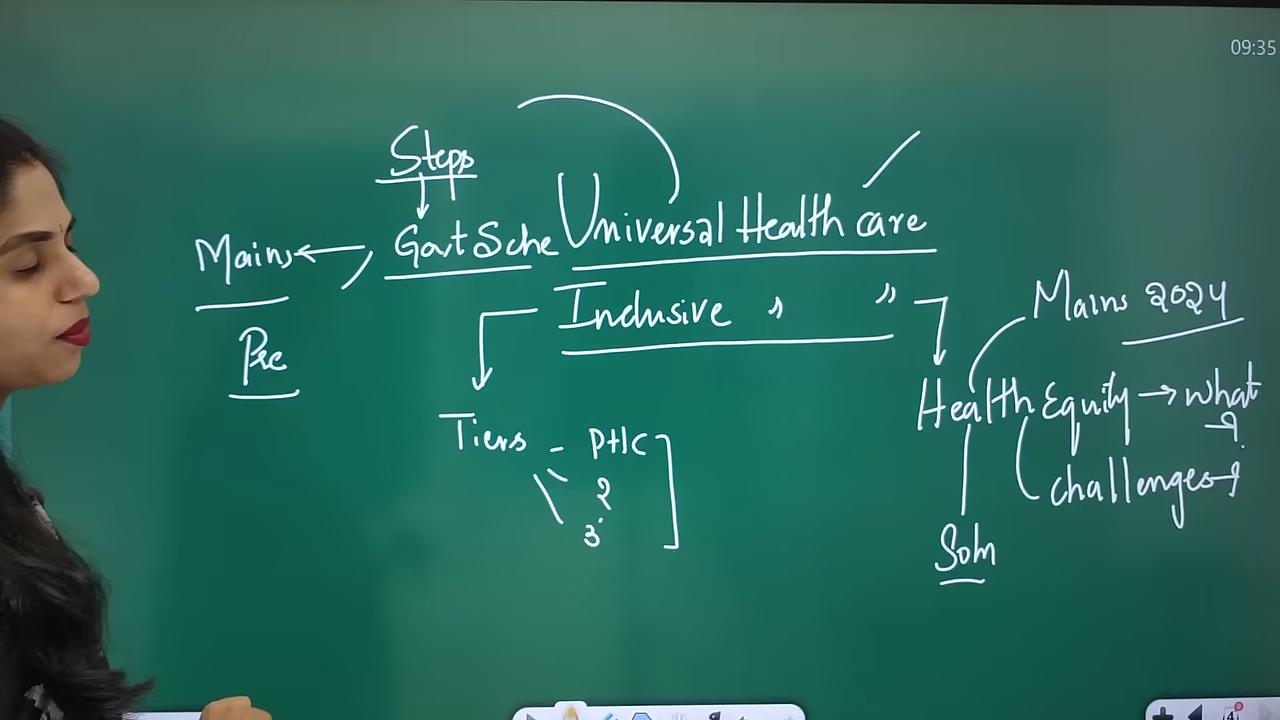 09:35
Steps
Mains ← Govt Sche Universal Health care
Pre
Inclusive " "
Mains 2024
Health Equity → what ?
Tiers - PHC
2
3
challenges ?
Soln